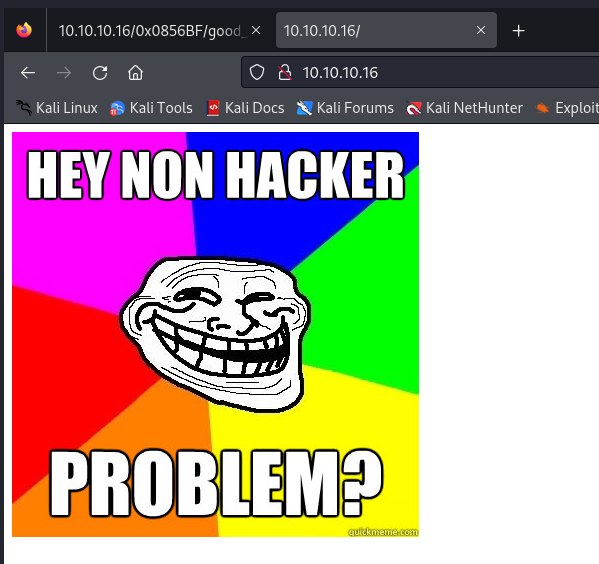 10.10.10.16/0x0856BF/good_
10.10.10.16/
10.10.10.16
Kali Linux
Kali Tools
Kali Docs
Kali Forums
Kali NetHunter
Exploit
HEY NON HACKER
PROBLEM?
quickmeme.com